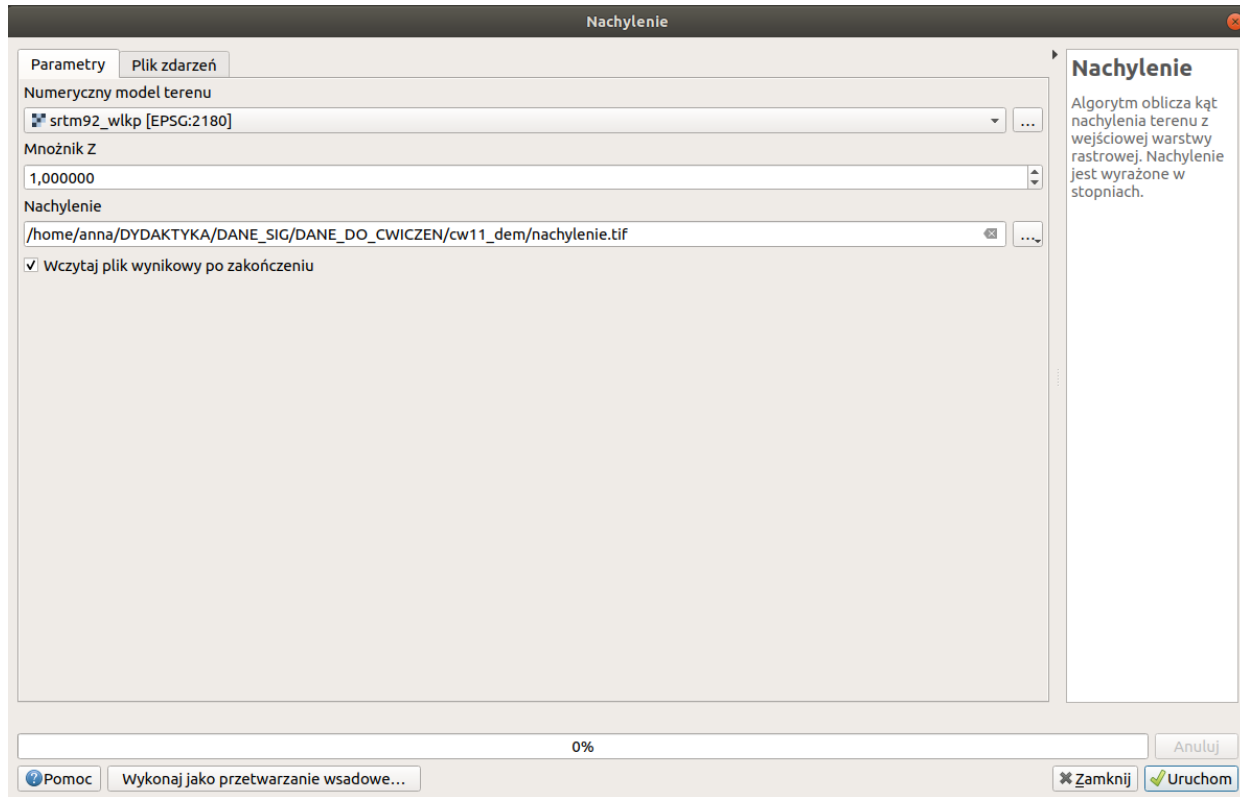 Nachylenie
Parametry
Plik zdarzeń
Numeryczny model terenu
srtm92_wlkp [EPSG:2180]
...
Mnożnik Z
1,000000
Nachylenie
/home/anna/DYDAKTYKA/DANE_SIG/DANE_DO_CWICZEN/cw11_dem/nachylenie.tif
...
Wczytaj plik wynikowy po zakończeniu
Nachylenie
Algorytm oblicza kąt
nachylenia terenu z
wejściowej warstwy
rastrowej. Nachylenie
jest wyrażone w
stopniach.
0%
Anuluj
Pomoc
Wykonaj jako przetwarzanie wsadowe...
Zamknij
Uruchom